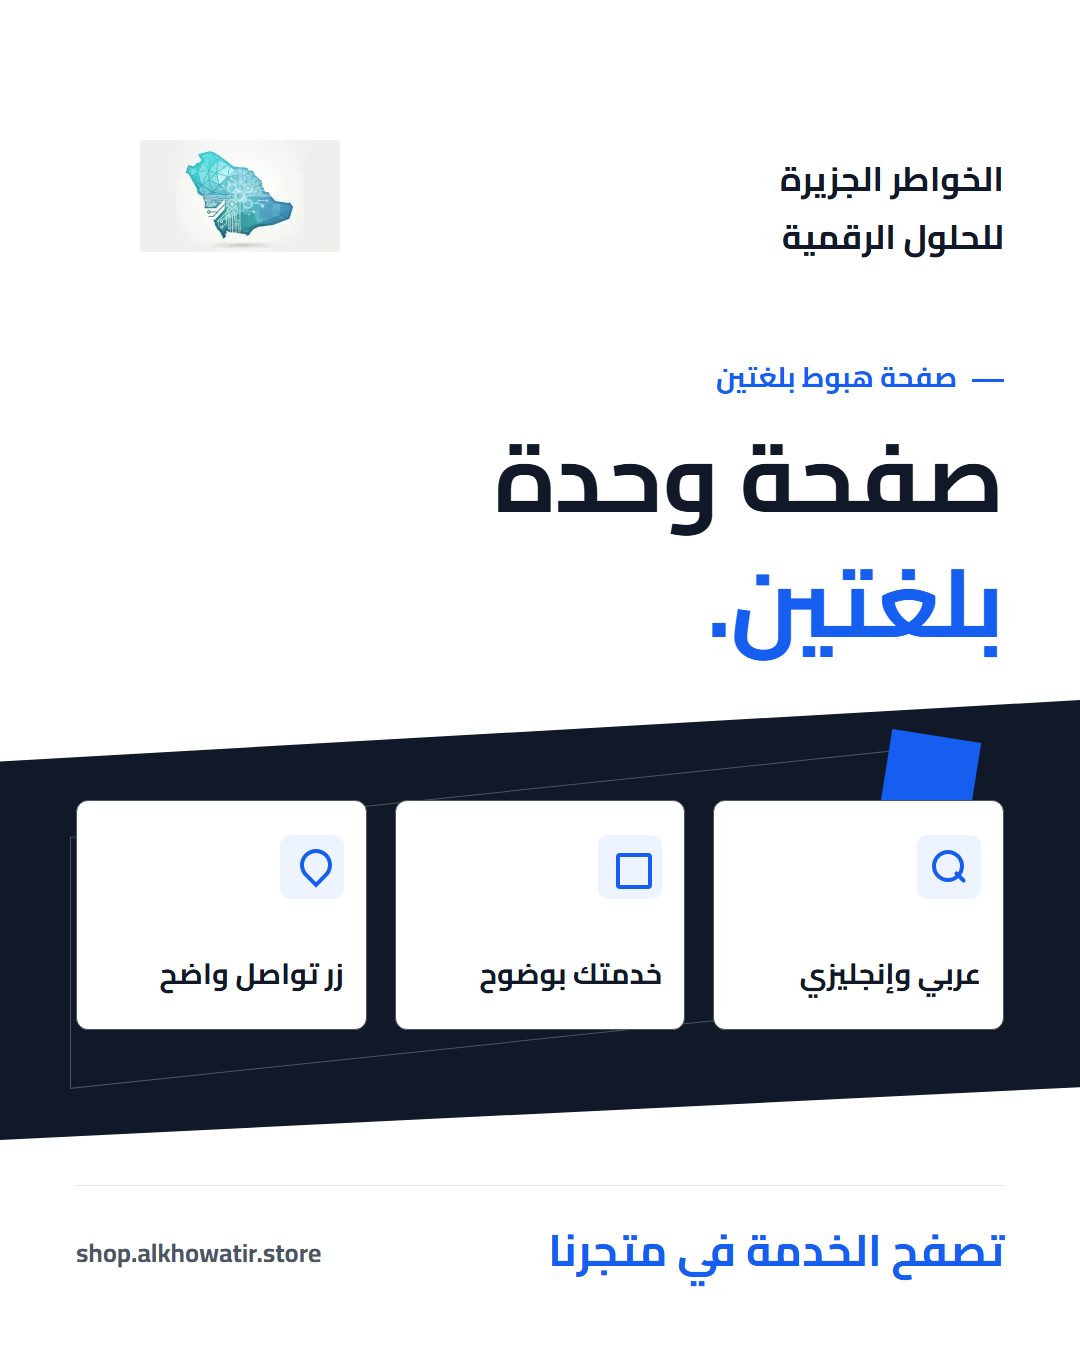 الخواطر الجزيرة
للحلول الرقمية
صفحة هبوط بلغتين
صفحة وحدة
بلغتين.
عربي وإنجليزي
خدمتك بوضوح
زر تواصل واضح
تصفح الخدمة في متجرنا
shop.alkhowatir.store